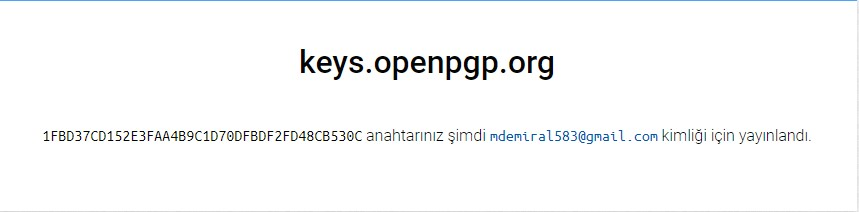 keys.openpgp.org
1FBD37CD152E3FAA4B9C1D70DFBDF2FD48CB530C anahtarınız şimdi mdemiral583@gmail.com kimliği için yayınlandı.